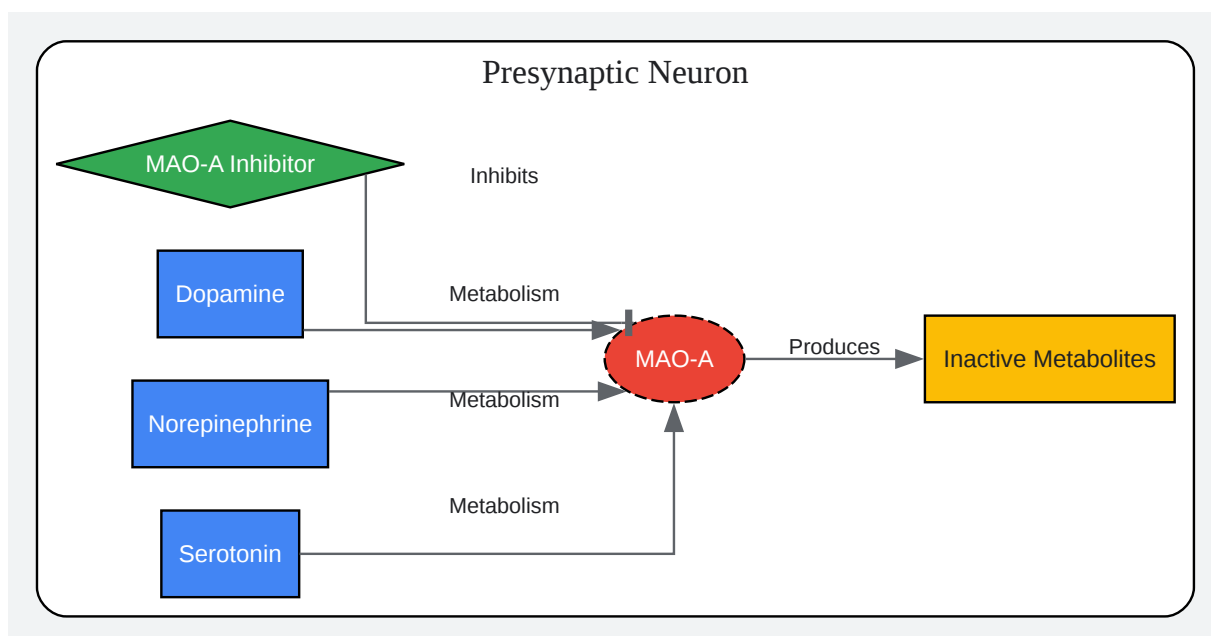 Presynaptic Neuron
MAO-A Inhibitor
Inhibits
Dopamine
Metabolism
MAO-A
Produces
Inactive Metabolites
Norepinephrine
Metabolism
Serotonin
Metabolism